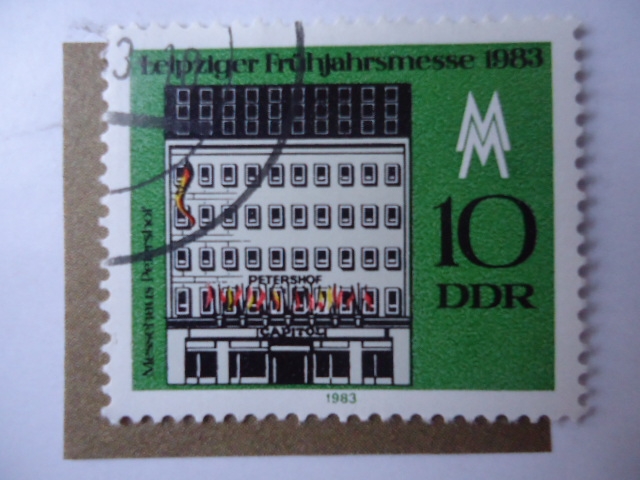 Leipziger Frühjahrsmesse 1983
MM
10
DDR
Messehaus Petershof
PETERSHOF
CAPITOL
1983